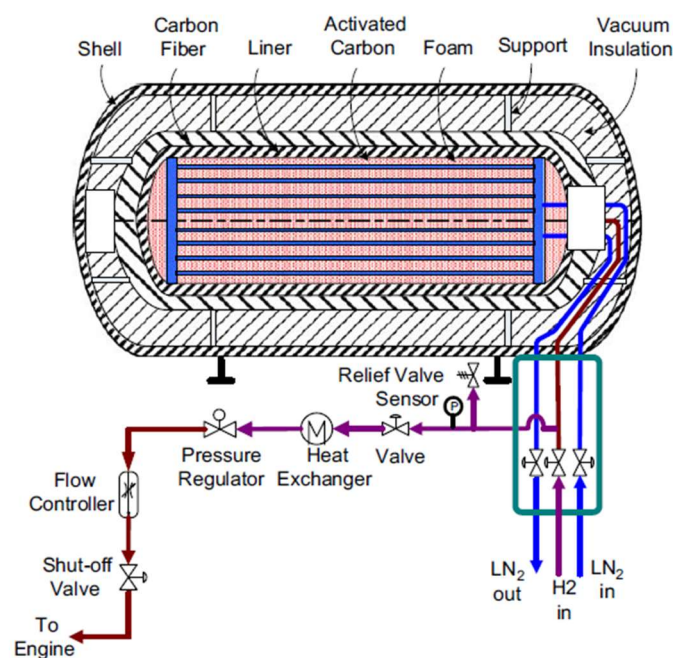 Shell
Carbon
Fiber
Liner
Activated
Carbon
Foam
Support
Vacuum
Insulation
Relief Valve
Sensor
P
Pressure
Regulator
M
Heat
Exchanger
Valve
Flow
Controller
Shut-off
Valve
To
Engine
LN2
out
H2
in
LN2
in